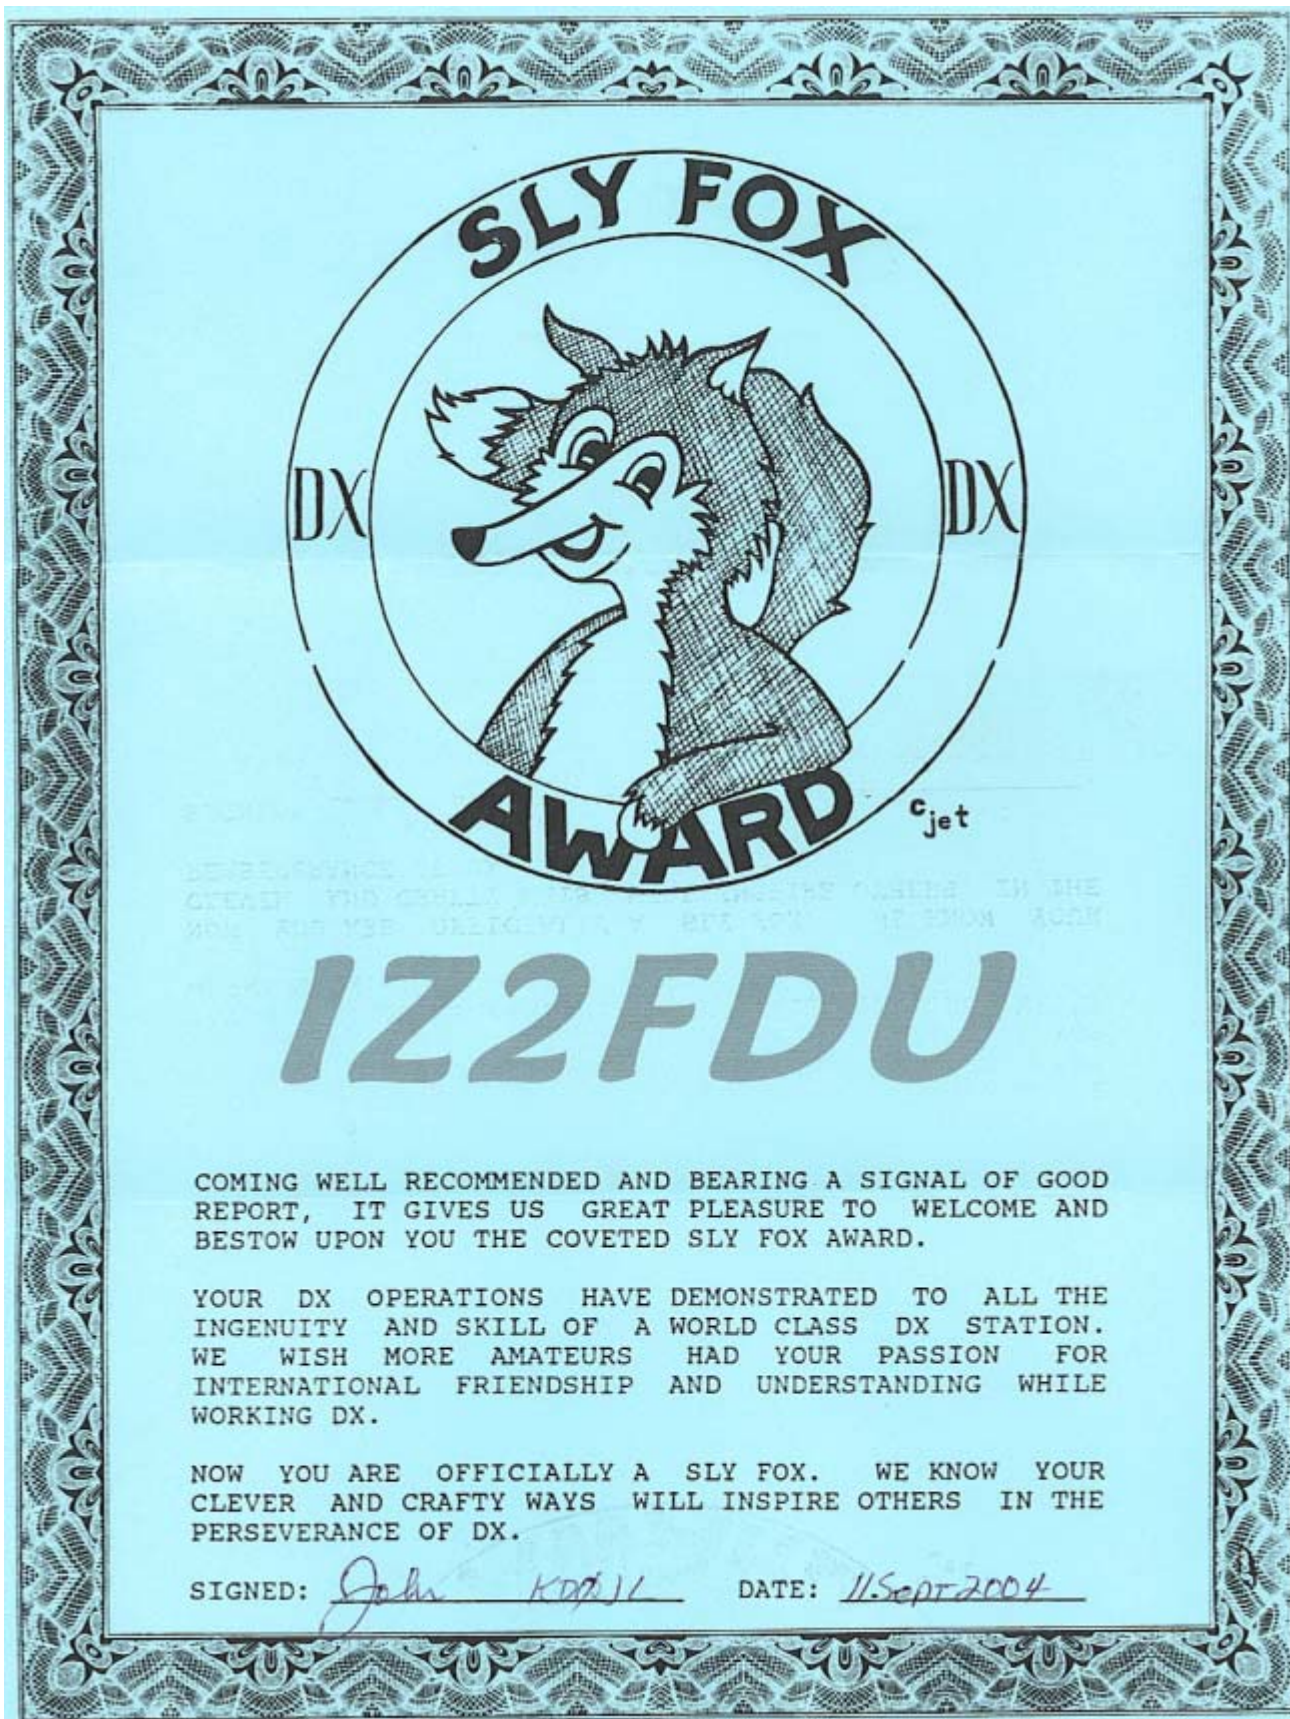 SLY FOX
DX DX
AWARD
cjet
IZ2FDU
COMING WELL RECOMMENDED AND BEARING A SIGNAL OF GOOD
REPORT, IT GIVES US GREAT PLEASURE TO WELCOME AND
BESTOW UPON YOU THE COVETED SLY FOX AWARD.
YOUR DX OPERATIONS HAVE DEMONSTRATED TO ALL THE
INGENUITY AND SKILL OF A WORLD CLASS DX STATION.
WE WISH MORE AMATEURS HAD YOUR PASSION FOR
INTERNATIONAL FRIENDSHIP AND UNDERSTANDING WHILE
WORKING DX.
NOW YOU ARE OFFICIALLY A SLY FOX. WE KNOW YOUR
CLEVER AND CRAFTY WAYS WILL INSPIRE OTHERS IN THE
PERSEVERANCE OF DX.
SIGNED: John KDØJL DATE: 11 Sept 2004